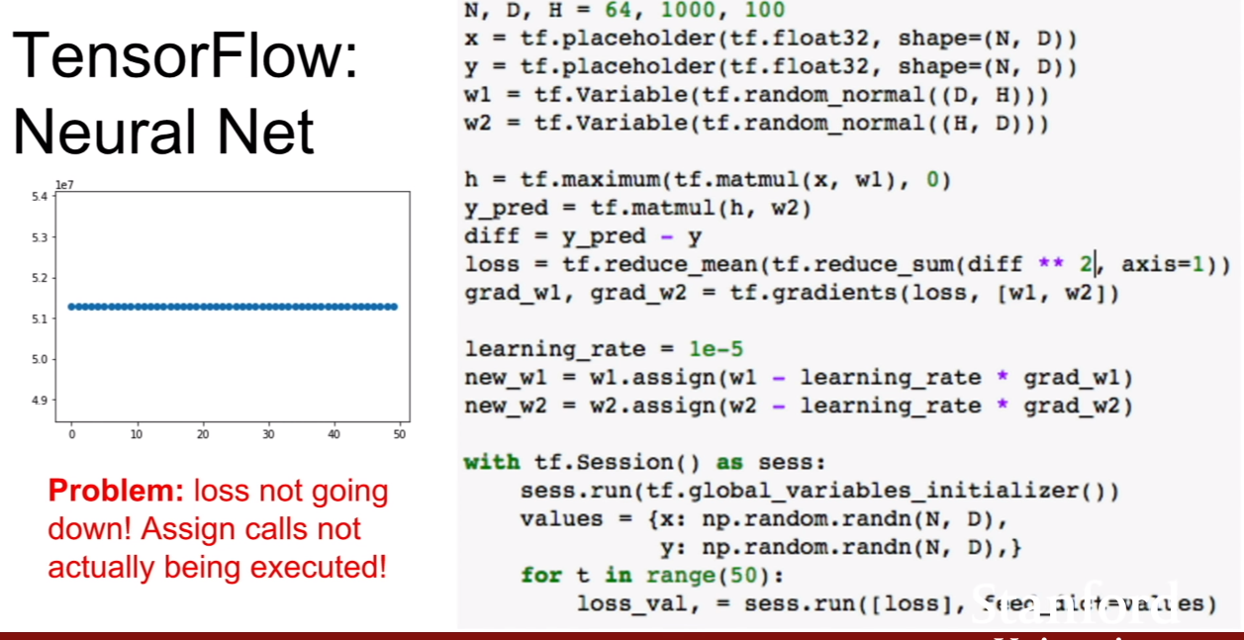 TensorFlow:
Neural Net
1e7
5.4
5.3
5.2
5.1
5.0
4.9
0 10 20 30 40 50
Problem: loss not going
down! Assign calls not
actually being executed!
N, D, H = 64, 1000, 100
x = tf.placeholder(tf.float32, shape=(N, D))
y = tf.placeholder(tf.float32, shape=(N, D))
w1 = tf.Variable(tf.random_normal((D, H)))
w2 = tf.Variable(tf.random_normal((H, D)))
h = tf.maximum(tf.matmul(x, w1), 0)
y_pred = tf.matmul(h, w2)
diff = y_pred - y
loss = tf.reduce_mean(tf.reduce_sum(diff ** 2, axis=1))
grad_w1, grad_w2 = tf.gradients(loss, [w1, w2])
learning_rate = 1e-5
new_w1 = w1.assign(w1 - learning_rate * grad_w1)
new_w2 = w2.assign(w2 - learning_rate * grad_w2)
with tf.Session() as sess:
    sess.run(tf.global_variables_initializer())
    values = {x: np.random.randn(N, D),
              y: np.random.randn(N, D),}
    for t in range(50):
        loss_val, = sess.run([loss], feed_dict=values)
Stanford